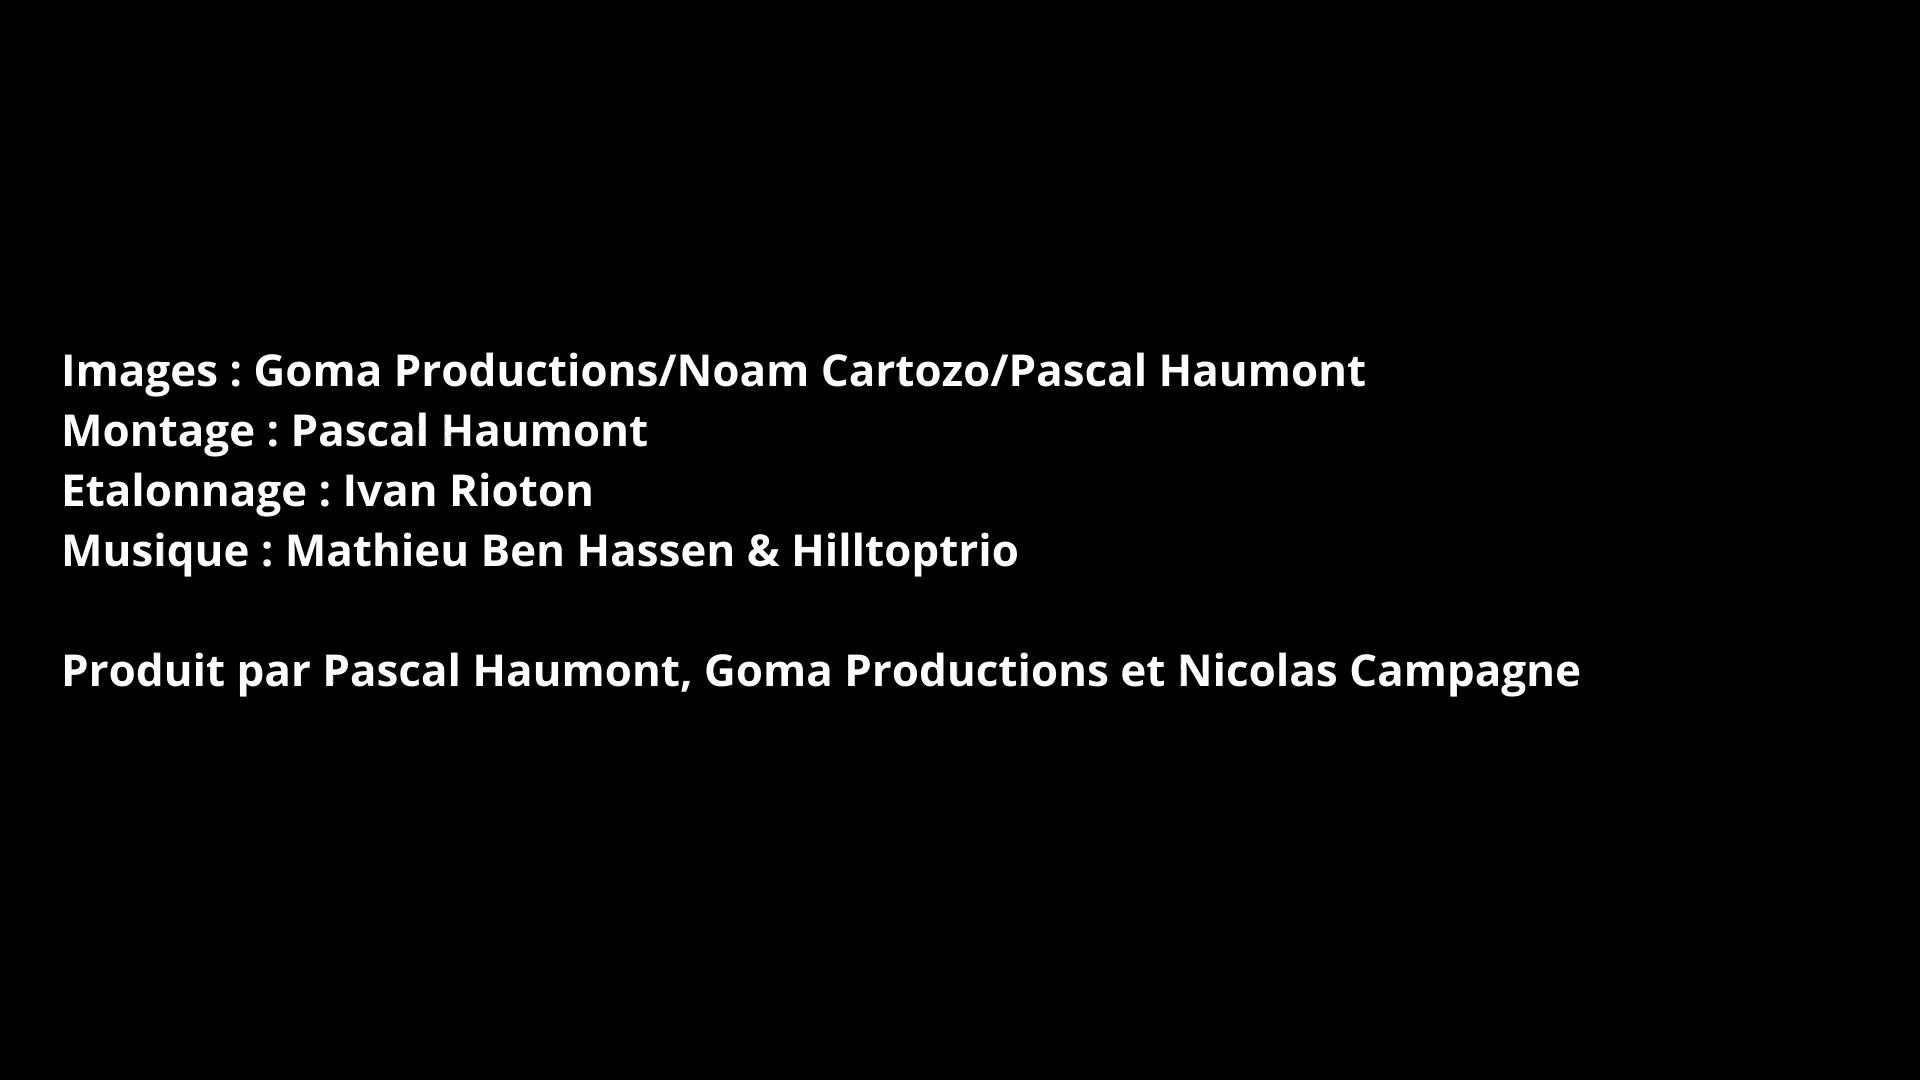 Images : Goma Productions/Noam Cartozo/Pascal Haumont
Montage : Pascal Haumont
Etalonnage : Ivan Rioton
Musique : Mathieu Ben Hassen & Hilltoptrio
Produit par Pascal Haumont, Goma Productions et Nicolas Campagne